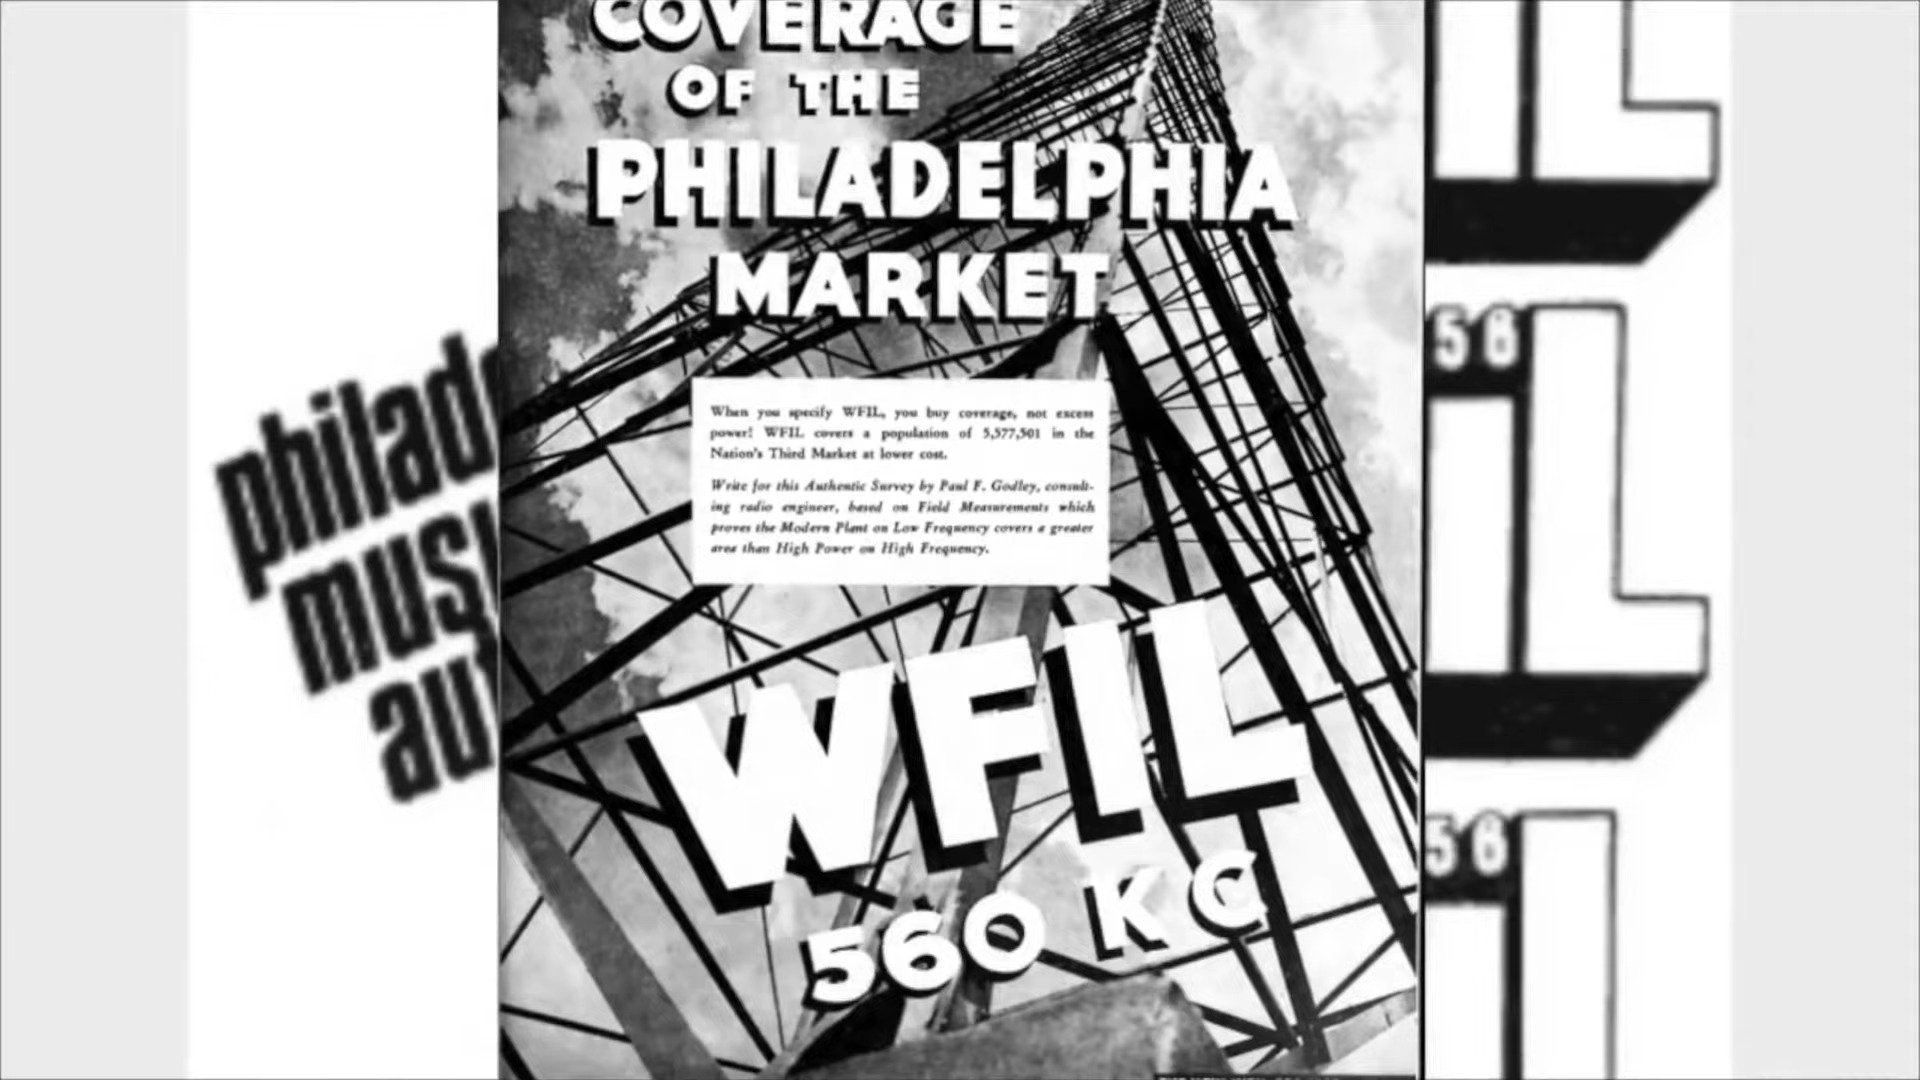 COVERAGE
OF THE
PHILADELPHIA
MARKET
When you specify WFIL, you buy coverage, not excess
power! WFIL covers a population of 5,577,501 in the
Nation's Third Market at lower cost.
Write for this Authentic Survey by Paul F. Godley, consult-
ing radio engineer, based on Field Measurements which
proves the Modern Plant on Low Frequency covers a greater
area than High Power on High Frequency.
WFIL
560 KC
philad
mus
au
IL
56
IL
56